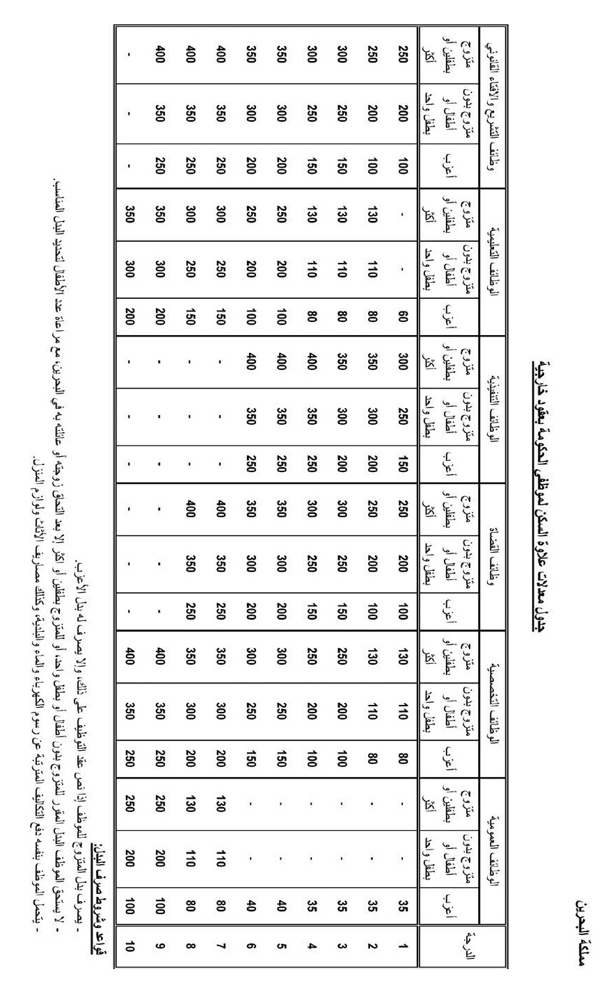 مملكة البحرين
جدول معدلات علاوة السكن لموظفي الحكومة بعقود خارجية
الدرجة الوظائف العمومية الوظائف التخصصية وظائف القضاة الوظائف التنفيذية الوظائف التعليمية وظائف التشريع والافتاء القانوني
أعزب متزوج بدون أطفال أو بطفل واحد متزوج بطفلين أو أكثر أعزب متزوج بدون أطفال أو بطفل واحد متزوج بطفلين أو أكثر أعزب متزوج بدون أطفال أو بطفل واحد متزوج بطفلين أو أكثر أعزب متزوج بدون أطفال أو بطفل واحد متزوج بطفلين أو أكثر أعزب متزوج بدون أطفال أو بطفل واحد متزوج بطفلين أو أكثر أعزب متزوج بدون أطفال أو بطفل واحد متزوج بطفلين أو أكثر
1 35 - - 80 110 130 100 200 250 150 250 300 60 - - 100 200 250
2 35 - - 80 110 130 100 200 250 200 300 350 80 110 130 100 200 250
3 35 - - 100 200 250 150 250 300 200 300 350 80 110 130 150 250 300
4 35 - - 100 200 250 150 250 300 250 350 400 80 110 130 150 250 300
5 40 - - 150 250 300 200 300 350 250 350 400 100 200 250 200 300 350
6 40 - - 150 250 300 200 300 350 250 350 400 100 200 250 200 300 350
7 80 110 130 200 300 350 250 350 400 - - - 150 250 300 250 350 400
8 80 110 130 200 300 350 250 350 400 - - - 150 250 300 250 350 400
9 100 200 250 250 350 400 - - - - - - 200 300 350 250 350 400
10 100 200 250 250 350 400 - - - - - - 200 300 350 - - -
قواعد وشروط صرف البدل:
- يصرف بدل المتزوج للموظف إذا نص عقد التوظيف على ذلك، وإلا يصرف له بدل الأعزب.
- لا يستحق الموظف البدل المقرر للمتزوج بدون أطفال أو بطفل واحد، أو للمتزوج بطفلين أو اكثر إلا بعد التحاق زوجته أو عائلته به في البحرين، مع مراعاة عدد الأطفال لتحديد البدل المناسب.
- يتحمل الموظف بنفسه دفع التكاليف المترتبة عن رسوم الكهرباء والماء والبلدية، وكذلك مصاريف الأثاث ولوازم المنزل.